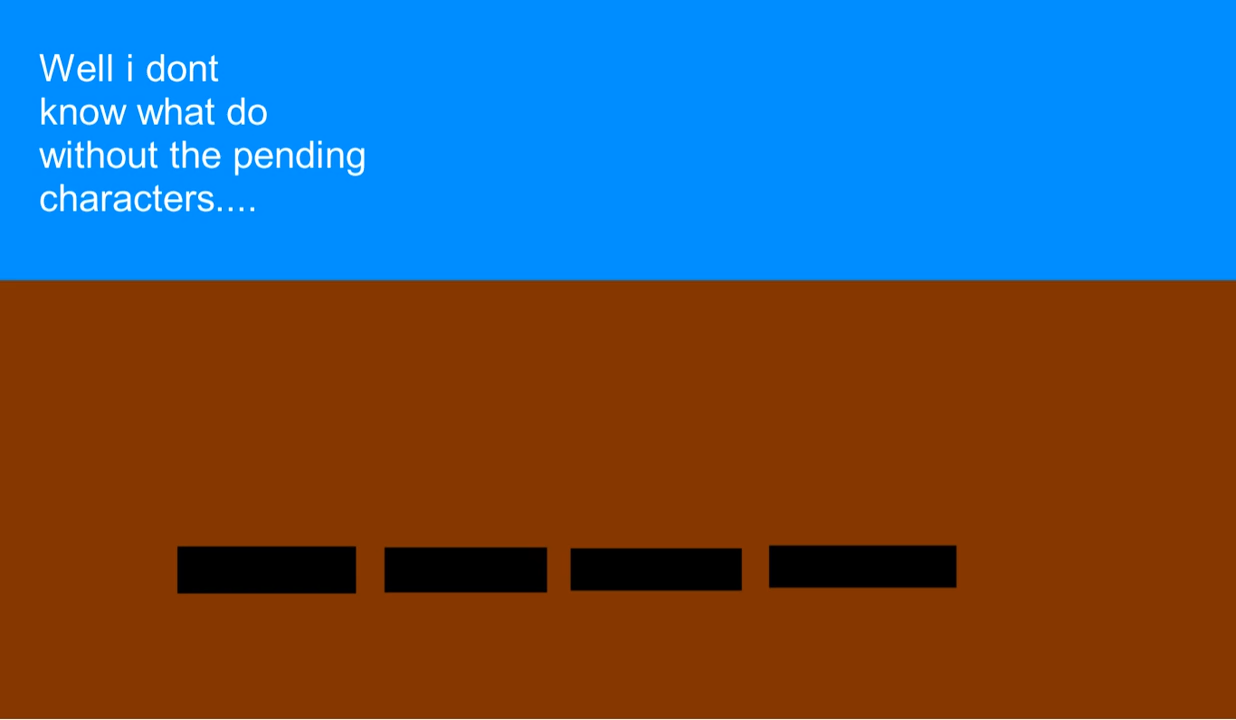 Well i dont
know what do
without the pending
characters....